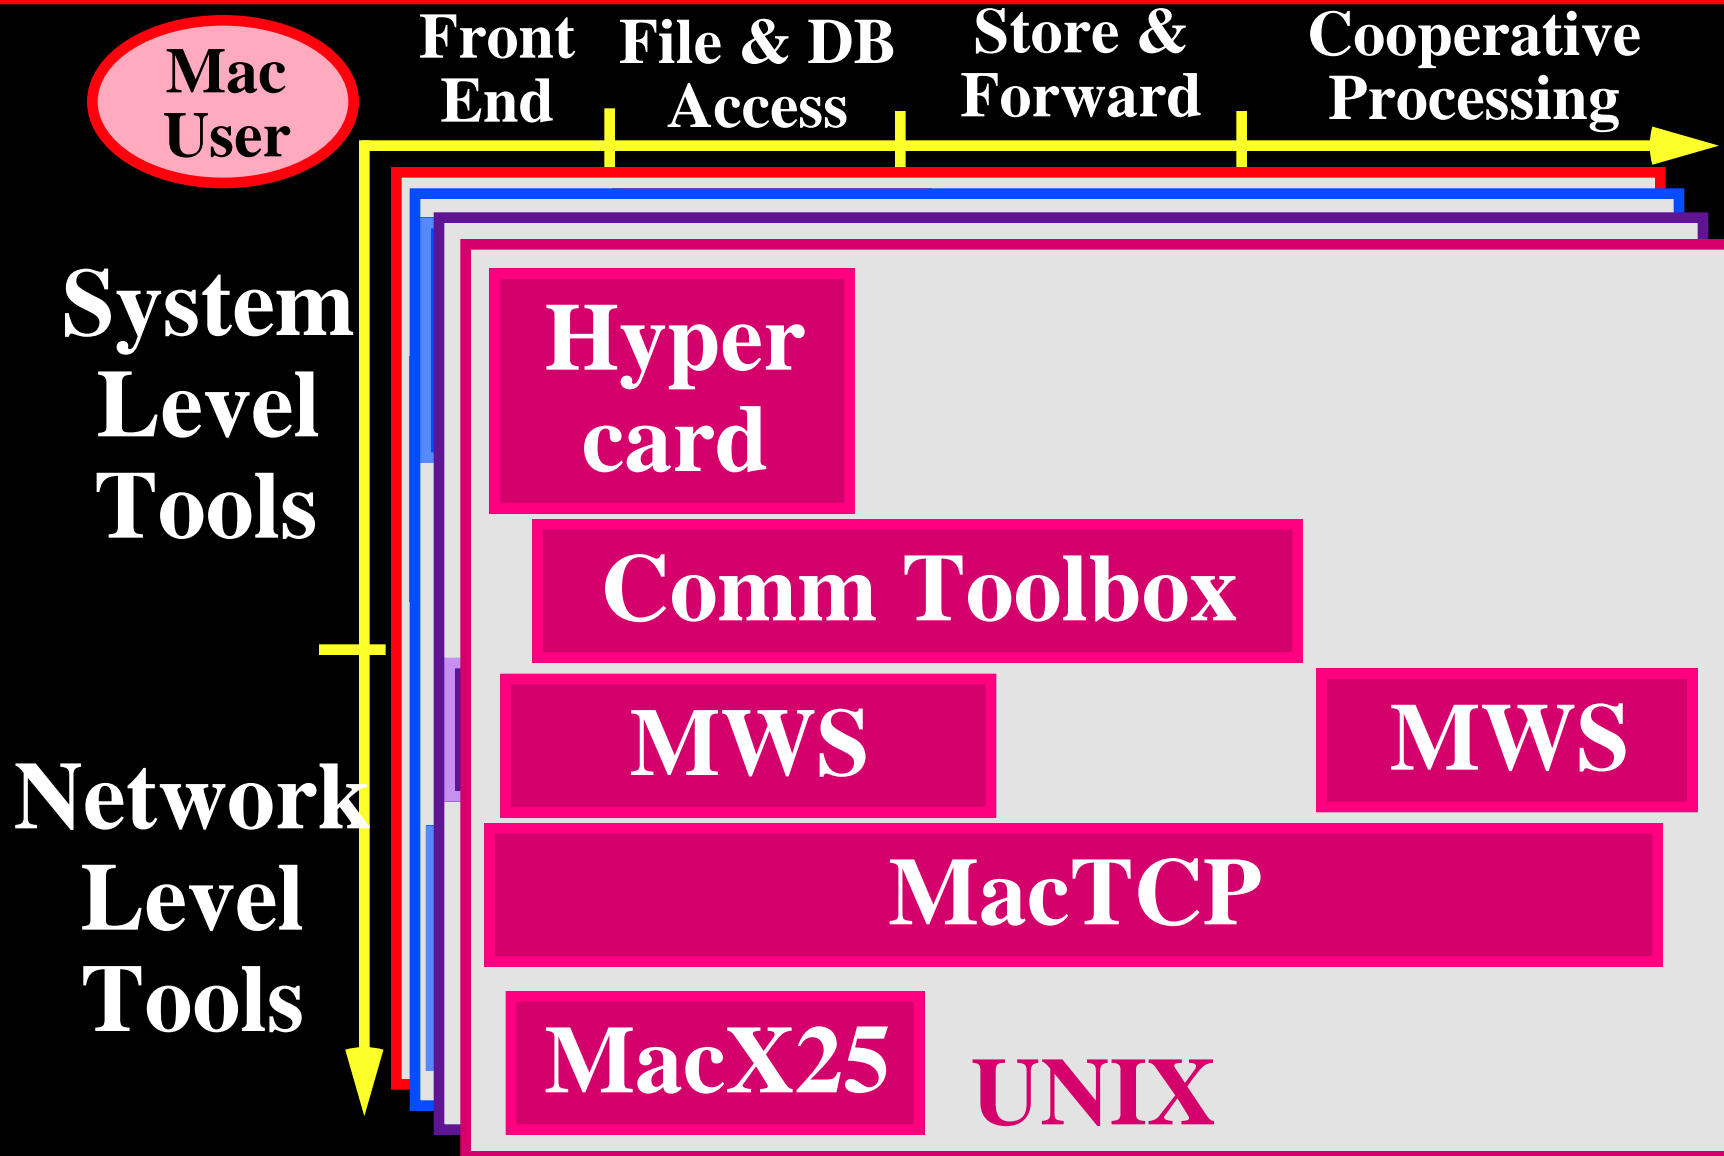 Mac
User
Front
End
File & DB
Access
Store &
Forward
Cooperative
Processing
System
Level
Tools
Network
Level
Tools
Hyper
card
Comm Toolbox
MWS
MWS
MacTCP
MacX25
UNIX